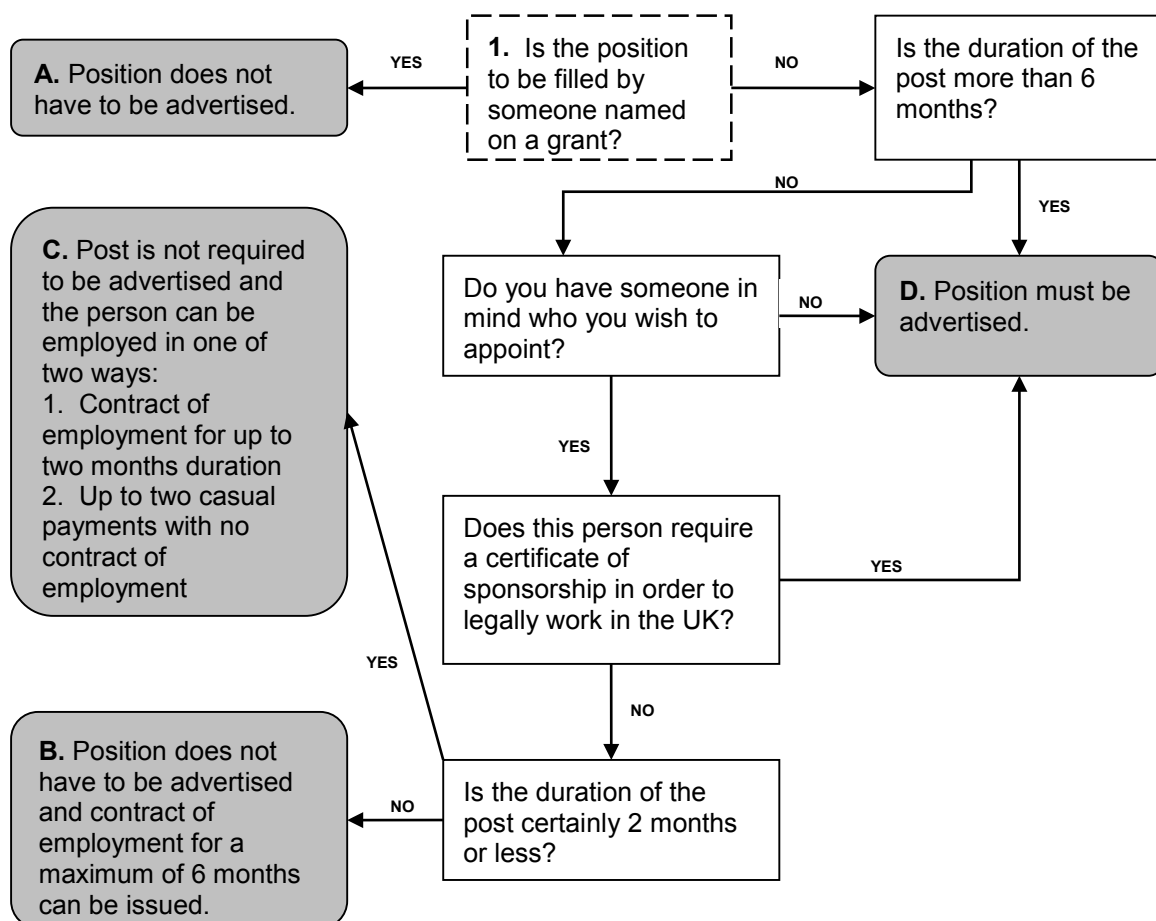 1. Is the position
to be filled by
someone named
on a grant?
YES
A. Position does not
have to be advertised.
NO
Is the duration of the
post more than 6
months?
NO
YES
Do you have someone in
mind who you wish to
appoint?
NO
D. Position must be
advertised.
YES
Does this person require
a certificate of
sponsorship in order to
legally work in the UK?
YES
NO
Is the duration of the
post certainly 2 months
or less?
YES
C. Post is not required
to be advertised and
the person can be
employed in one of
two ways:
1. Contract of
employment for up to
two months duration
2. Up to two casual
payments with no
contract of
employment
NO
B. Position does not
have to be advertised
and contract of
employment for a
maximum of 6 months
can be issued.